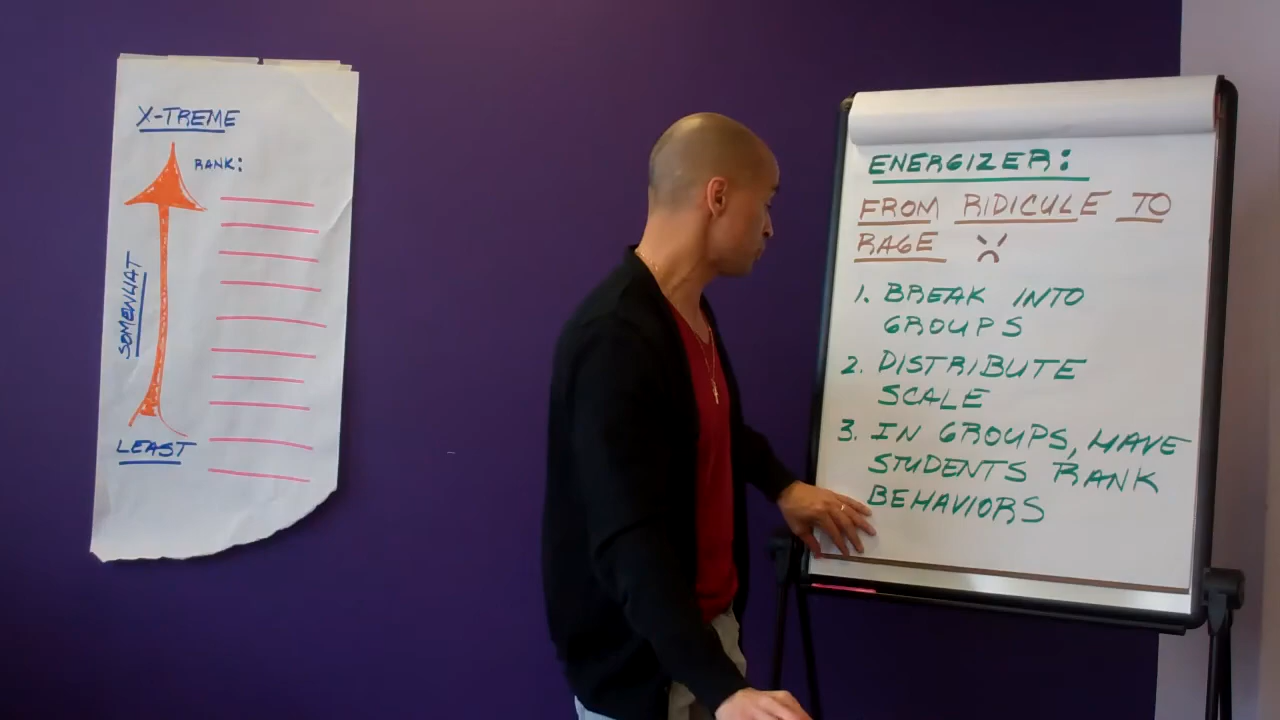 X-TREME
RANK:
SOMEWHAT
LEAST
ENERGIZER:
FROM RIDICULE TO
RAGE
1. BREAK INTO
GROUPS
2. DISTRIBUTE
SCALE
3. IN GROUPS, HAVE
STUDENTS RANK
BEHAVIORS